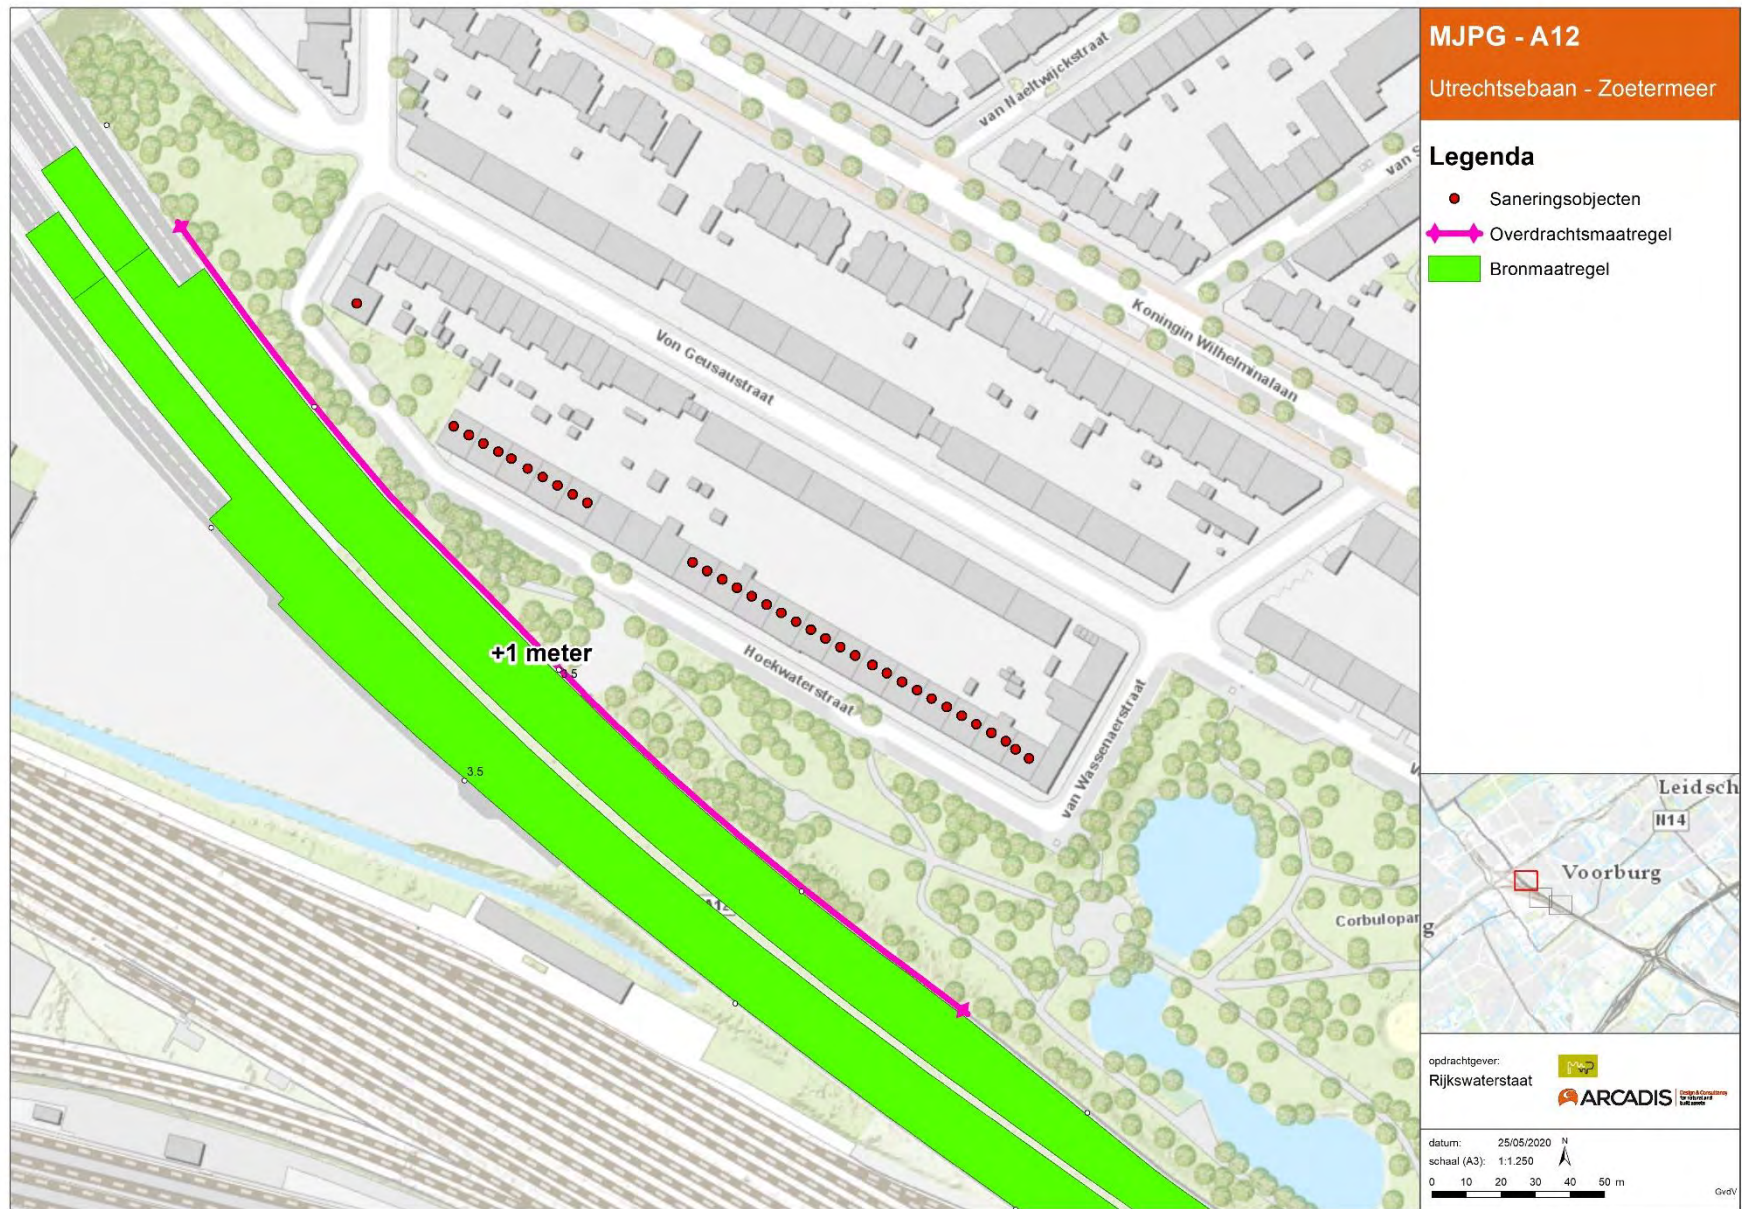 MJPG - A12
Utrechtsebaan - Zoetermeer
Legenda
Saneringsobjecten
Overdrachtsmaatregel
Bronmaatregel
van Naeltwijckstraat
van S
Koningin Wilhelminalaan
Von Geusaustraat
Hoekwaterstraat
van Wassenaerstraat
+1 meter
3.5
3.5
Corbulopar
Leidsch
N14
Voorburg
g
opdrachtgever:
Rijkswaterstaat
ARCADIS
datum: 25/05/2020
N
schaal (A3): 1:1.250
0 10 20 30 40 50 m
GvdV